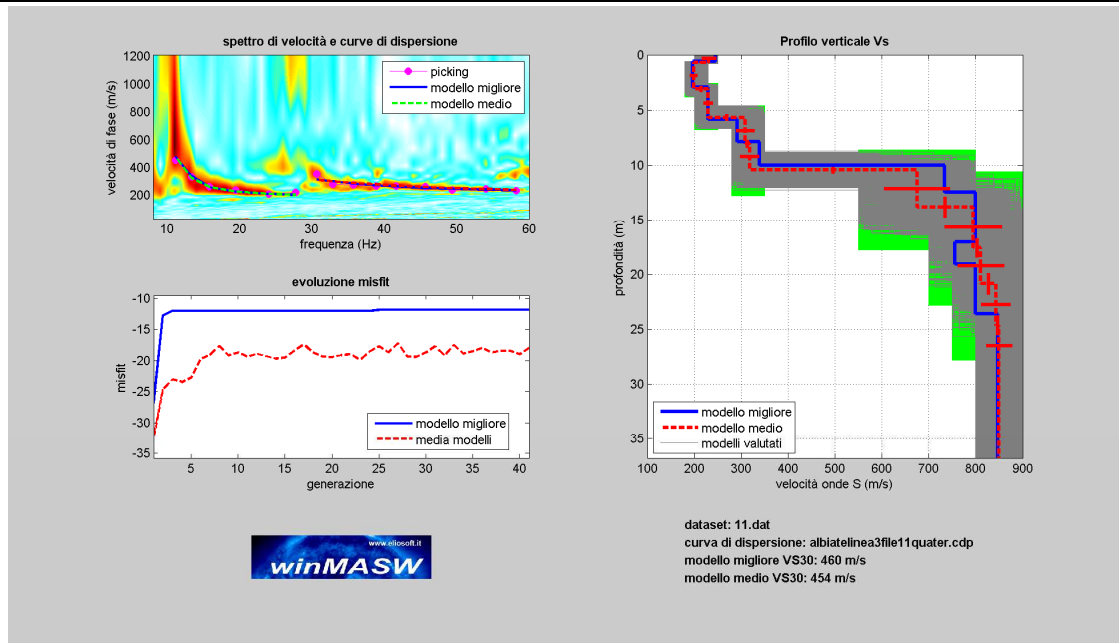 spettro di velocità e curve di dispersione
1200
1000
800
600
400
200
velocità di fase (m/s)
picking
modello migliore
modello medio
10 20 30 40 50 60
frequenza (Hz)
evoluzione misfit
-10
-15
-20
-25
-30
-35
misfit
modello migliore
media modelli
5 10 15 20 25 30 35 40
generazione
www.eliosoft.it
winMASW
Profilo verticale Vs
0
5
10
15
20
25
30
35
profondità (m)
modello migliore
modello medio
modelli valutati
100 200 300 400 500 600 700 800 900
velocità onde S (m/s)
dataset: 11.dat
curva di dispersione: albiatelinea3file11quater.cdp
modello migliore VS30: 460 m/s
modello medio VS30: 454 m/s